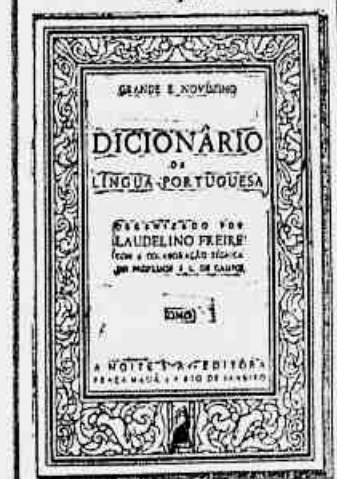 GRANDE E NOVÍSSIMO
DICIONÁRIO
DA
LÍNGUA PORTUGUESA
ORGANIZADO POR
LAUDELINO FREIRE
COM A COLABORAÇÃO TÉCNICA
DO PROFESSOR J. L. DE CAMPOS
TOMO I
A NOITE S.A. EDITÔRA
PRAÇA MAUÁ, 7 RIO DE JANEIRO